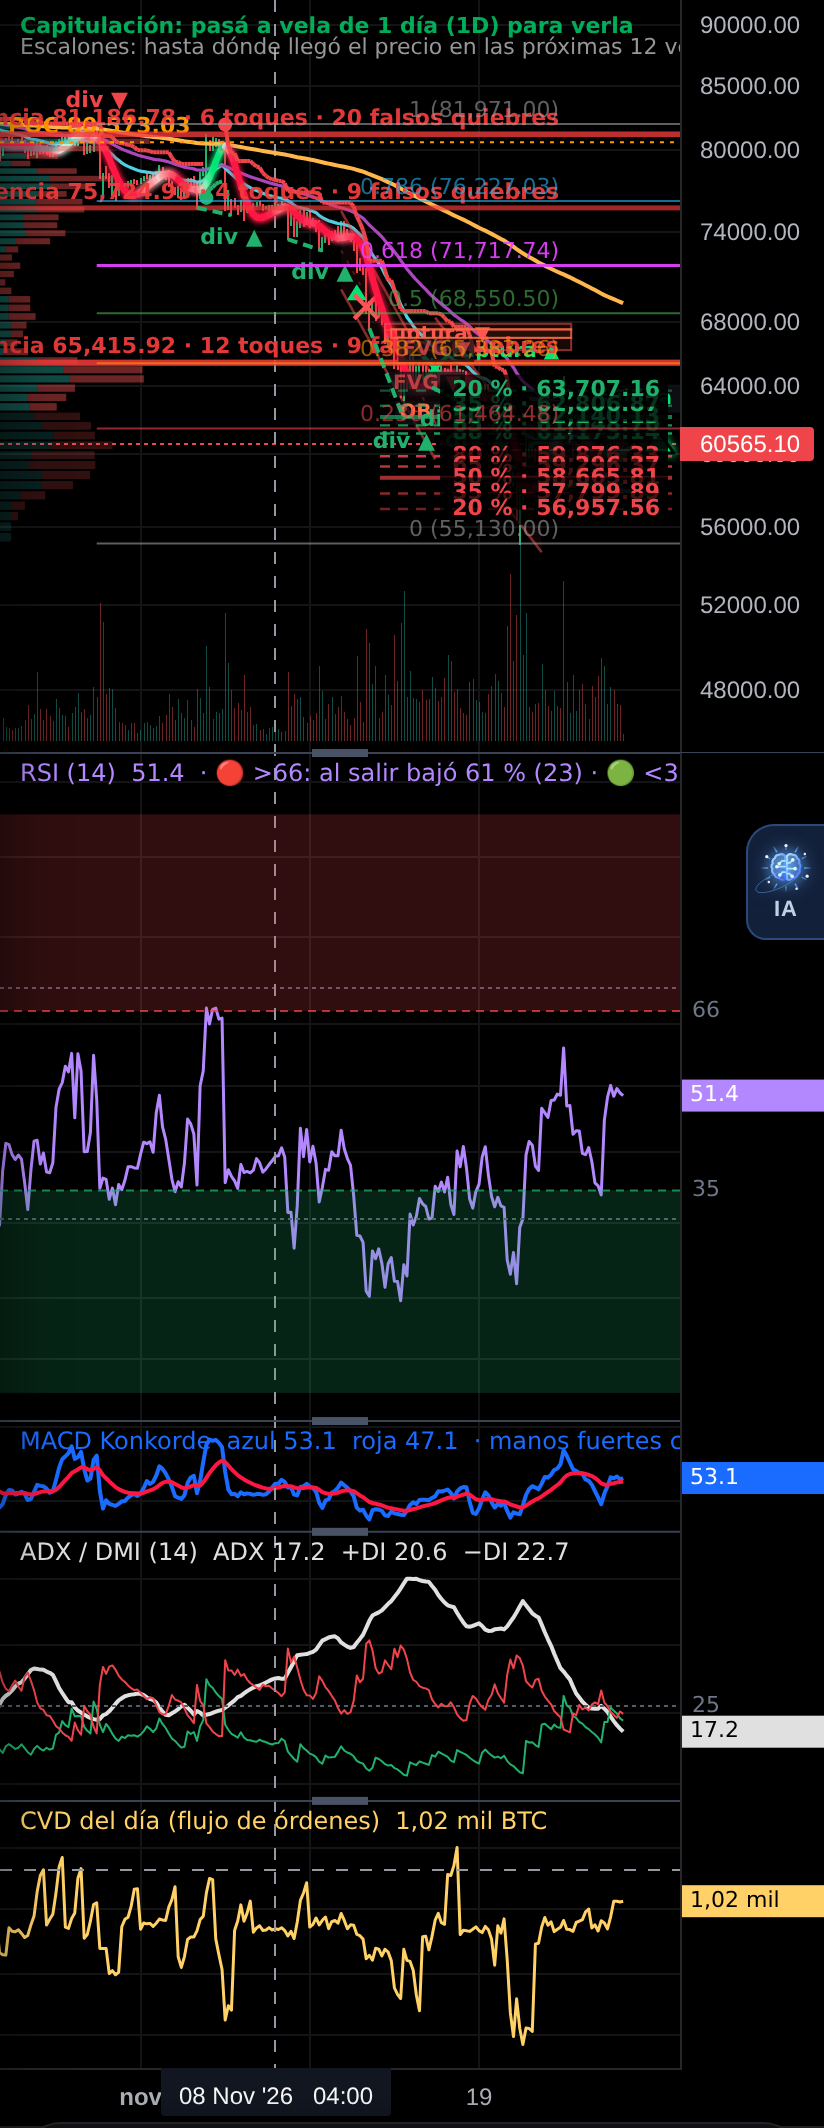 Capitulación: pasá a vela de 1 día (1D) para verla
Escalones: hasta dónde llegó el precio en las próximas 12 v
90000.00
85000.00
div ▼
1 (81,971.00)
ncia 81,186.78 · 6 toques · 20 falsos quiebres
80000.00
0.786 (76,227.03)
encia 75, · 4 toques · 9 falsos quiebres
74000.00
div ▲
0.618 (71,717.74)
div ▲
0.5 (68,550.50)
68000.00
ncia 65,415.92 · 12 toques · 9
FVG
64000.00
20 % · 63,707.16
OB
div ▲
60565.10
50 % · 58,665.81
35 % · 57,799.89
20 % · 56,957.56
0 (55,130.00)
56000.00
52000.00
48000.00
RSI (14) 51.4 · 🔴 >66: al salir bajó 61 % (23) · 🟢 <3
IA
66
51.4
35
MACD Konkorde azul 53.1 roja 47.1 · manos fuertes c
53.1
ADX / DMI (14) ADX 17.2 +DI 20.6 −DI 22.7
25
17.2
CVD del día (flujo de órdenes) 1,02 mil BTC
1,02 mil
nov
08 Nov '26 04:00
19